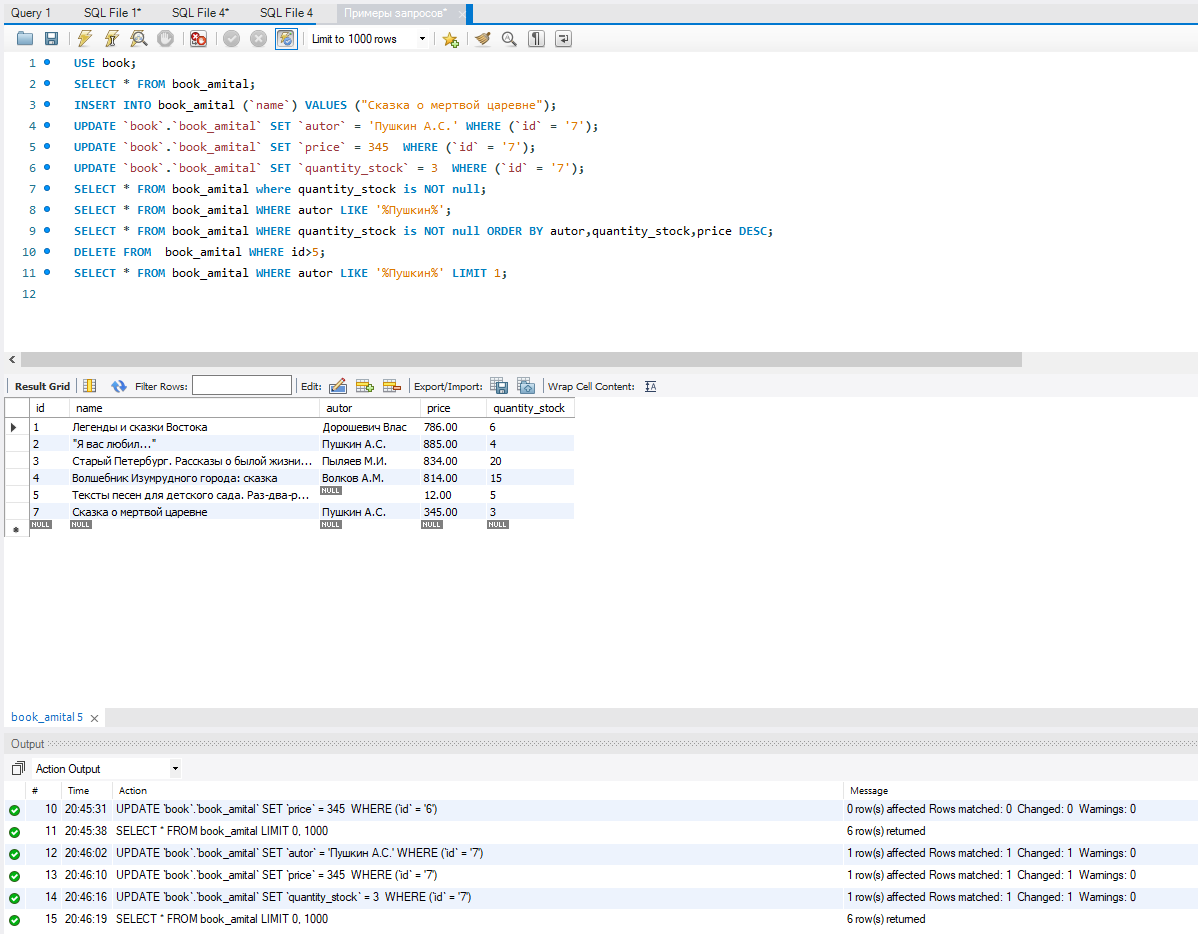 Query 1 SQL File 1* SQL File 4* SQL File 4 Примеры запросов*
Limit to 1000 rows
1 USE book;
2 SELECT * FROM book_amital;
3 INSERT INTO book_amital (`name`) VALUES ("Сказка о мертвой царевне");
4 UPDATE `book`.`book_amital` SET `autor` = 'Пушкин А.С.' WHERE (`id` = '7');
5 UPDATE `book`.`book_amital` SET `price` = 345  WHERE (`id` = '7');
6 UPDATE `book`.`book_amital` SET `quantity_stock` = 3  WHERE (`id` = '7');
7 SELECT * FROM book_amital where quantity_stock is NOT null;
8 SELECT * FROM book_amital WHERE autor LIKE '%Пушкин%';
9 SELECT * FROM book_amital WHERE quantity_stock is NOT null ORDER BY autor,quantity_stock,price DESC;
10 DELETE FROM  book_amital WHERE id>5;
11 SELECT * FROM book_amital WHERE autor LIKE '%Пушкин%' LIMIT 1;
12
Result Grid Filter Rows: Edit: Export/Import: Wrap Cell Content:
id name autor price quantity_stock
1 Легенды и сказки Востока Дорошевич Влас 786.00 6
2 "Я вас любил..." Пушкин А.С. 885.00 4
3 Старый Петербург. Рассказы о былой жизни... Пыляев М.И. 834.00 20
4 Волшебник Изумрудного города: сказка Волков А.М. 814.00 15
5 Тексты песен для детского сада. Раз-два-р... NULL 12.00 5
7 Сказка о мертвой царевне Пушкин А.С. 345.00 3
NULL NULL NULL NULL NULL
book_amital 5
Output
Action Output
# Time Action Message
10 20:45:31 UPDATE `book`.`book_amital` SET `price` = 345  WHERE (`id` = '6') 0 row(s) affected Rows matched: 0  Changed: 0  Warnings: 0
11 20:45:38 SELECT * FROM book_amital LIMIT 0, 1000 6 row(s) returned
12 20:46:02 UPDATE `book`.`book_amital` SET `autor` = 'Пушкин А.С.' WHERE (`id` = '7') 1 row(s) affected Rows matched: 1  Changed: 1  Warnings: 0
13 20:46:10 UPDATE `book`.`book_amital` SET `price` = 345  WHERE (`id` = '7') 1 row(s) affected Rows matched: 1  Changed: 1  Warnings: 0
14 20:46:16 UPDATE `book`.`book_amital` SET `quantity_stock` = 3  WHERE (`id` = '7') 1 row(s) affected Rows matched: 1  Changed: 1  Warnings: 0
15 20:46:19 SELECT * FROM book_amital LIMIT 0, 1000 6 row(s) returned